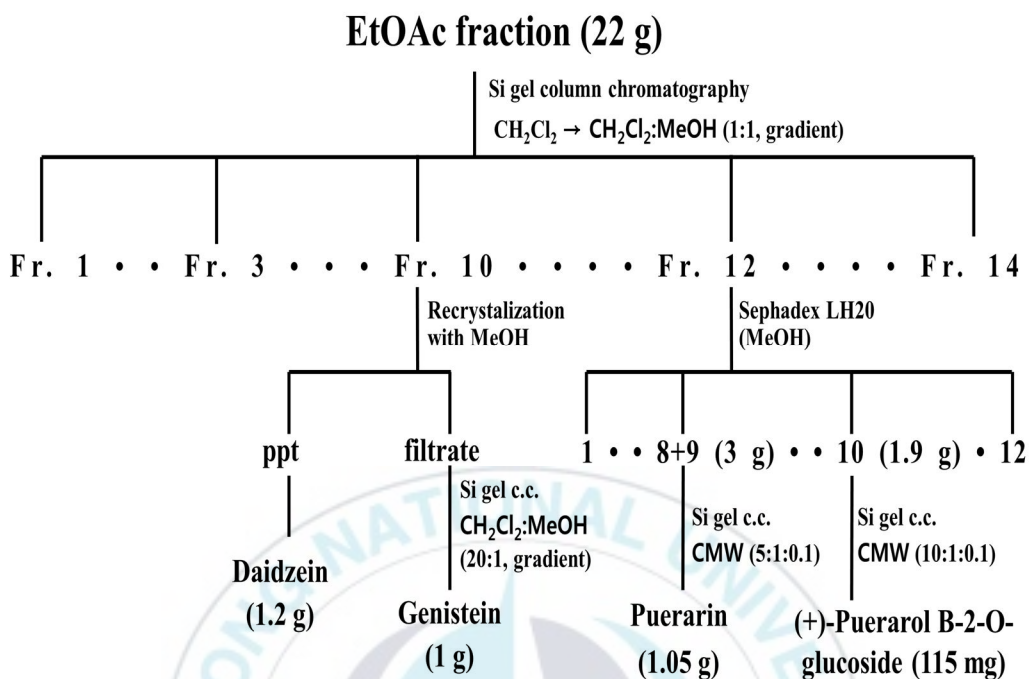 EtOAc fraction (22 g)
Si gel column chromatography
CH₂Cl₂ → CH₂Cl₂:MeOH (1:1, gradient)
Fr. 1 • • Fr. 3 • • • Fr. 10 • • • • Fr. 12 • • • • Fr. 14
Recrystalization
with MeOH
Sephadex LH20
(MeOH)
ppt
filtrate
1 • • 8+9 (3 g) • • 10 (1.9 g) • 12
Si gel c.c.
CH₂Cl₂:MeOH
(20:1, gradient)
Si gel c.c.
CMW (5:1:0.1)
Si gel c.c.
CMW (10:1:0.1)
Daidzein
(1.2 g)
Genistein
(1 g)
Puerarin
(1.05 g)
(+)-Puerarol B-2-O-
glucoside (115 mg)
ONG NATIONAL UNIVE